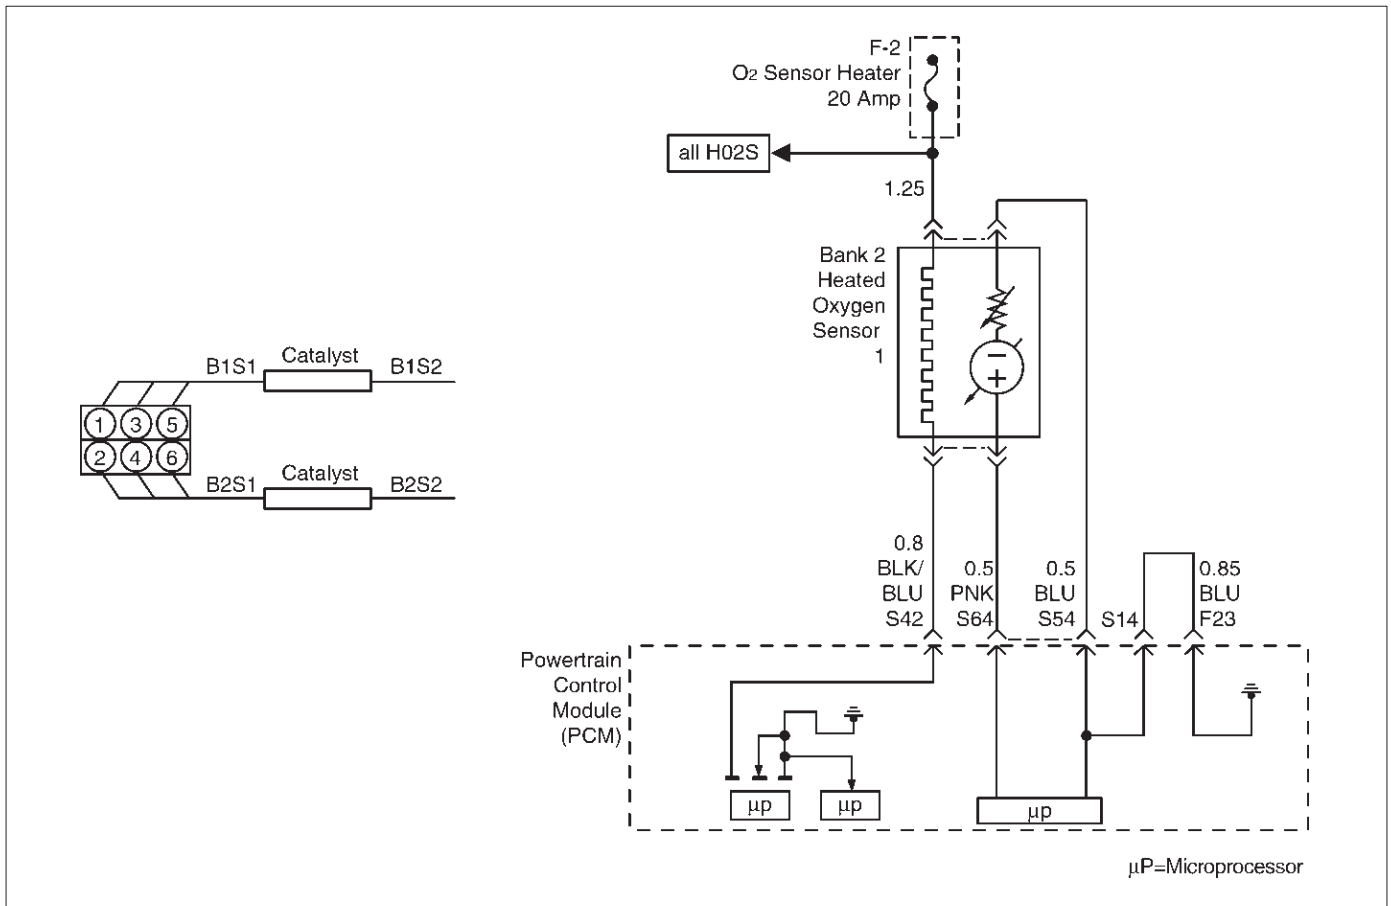 F-2
O2 Sensor Heater
20 Amp
all H02S
1.25
Bank 2
Heated
Oxygen
Sensor
1
B1S1 Catalyst B1S2
1 3 5
2 4 6
B2S1 Catalyst B2S2
0.8
BLK/
BLU
S42
0.5
PNK
S64
0.5
BLU
S54
S14
0.85
BLU
F23
Powertrain
Control
Module
(PCM)
− 
+
μp μp μp
μP=Microprocessor